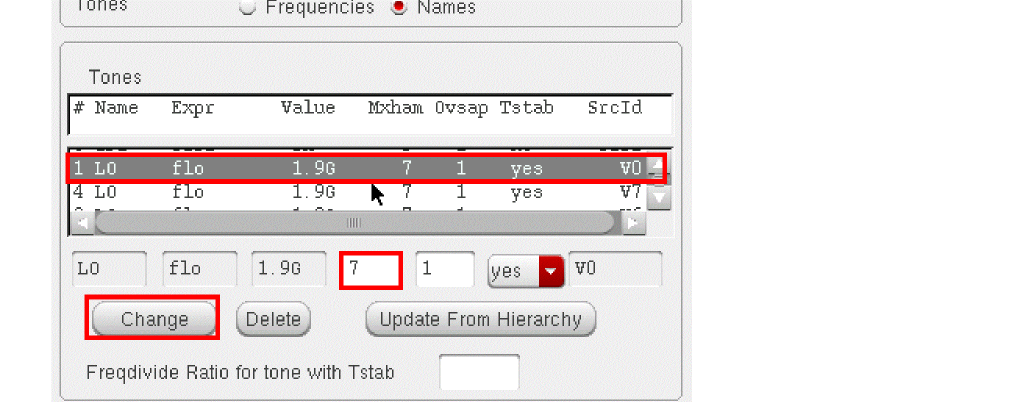 Tones Frequencies Names
Tones
# Name Expr Value Mxham Ovsap Tstab SrcId
1 LO flo 1.9G 7 1 yes V0
4 LO flo 1.9G 7 1 yes V7
LO flo 1.9G 7 1 yes V0
Change Delete Update From Hierarchy
Freqdivide Ratio for tone with Tstab